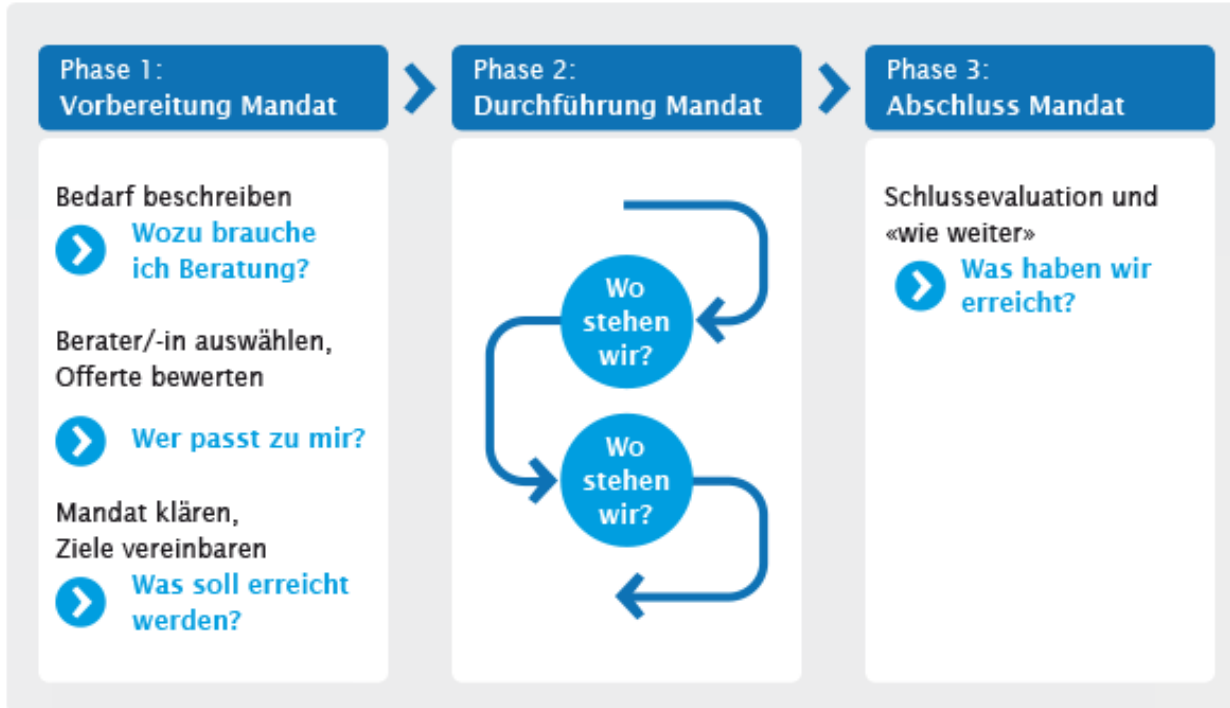 Phase 1:
Vorbereitung Mandat
Bedarf beschreiben
Wozu brauche
ich Beratung?
Berater/-in auswählen,
Offerte bewerten
Wer passt zu mir?
Mandat klären,
Ziele vereinbaren
Was soll erreicht
werden?
Phase 2:
Durchführung Mandat
Wo
stehen
wir?
Wo
stehen
wir?
Phase 3:
Abschluss Mandat
Schlussevaluation und
«wie weiter»
Was haben wir
erreicht?